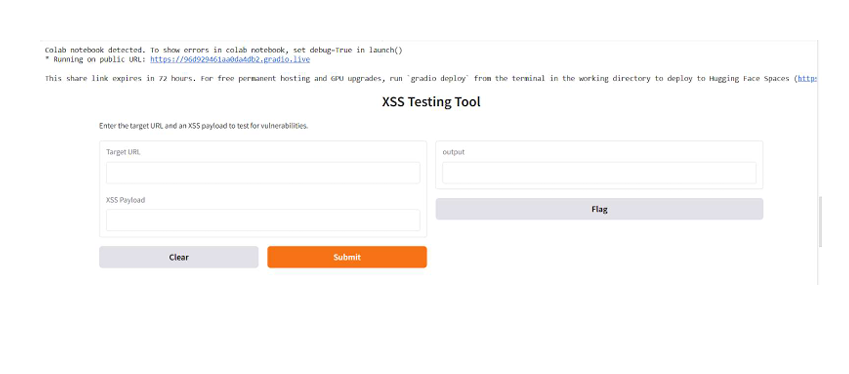 Colab notebook detected. To show errors in colab notebook, set debug=True in launch()
* Running on public URL: https://96d929461aa0da4db2.gradio.live
This share link expires in 72 hours. For free permanent hosting and GPU upgrades, run `gradio deploy` from the terminal in the working directory to deploy to Hugging Face Spaces (https
XSS Testing Tool
Enter the target URL and an XSS payload to test for vulnerabilities.
Target URL
XSS Payload
Clear
Submit
output
Flag